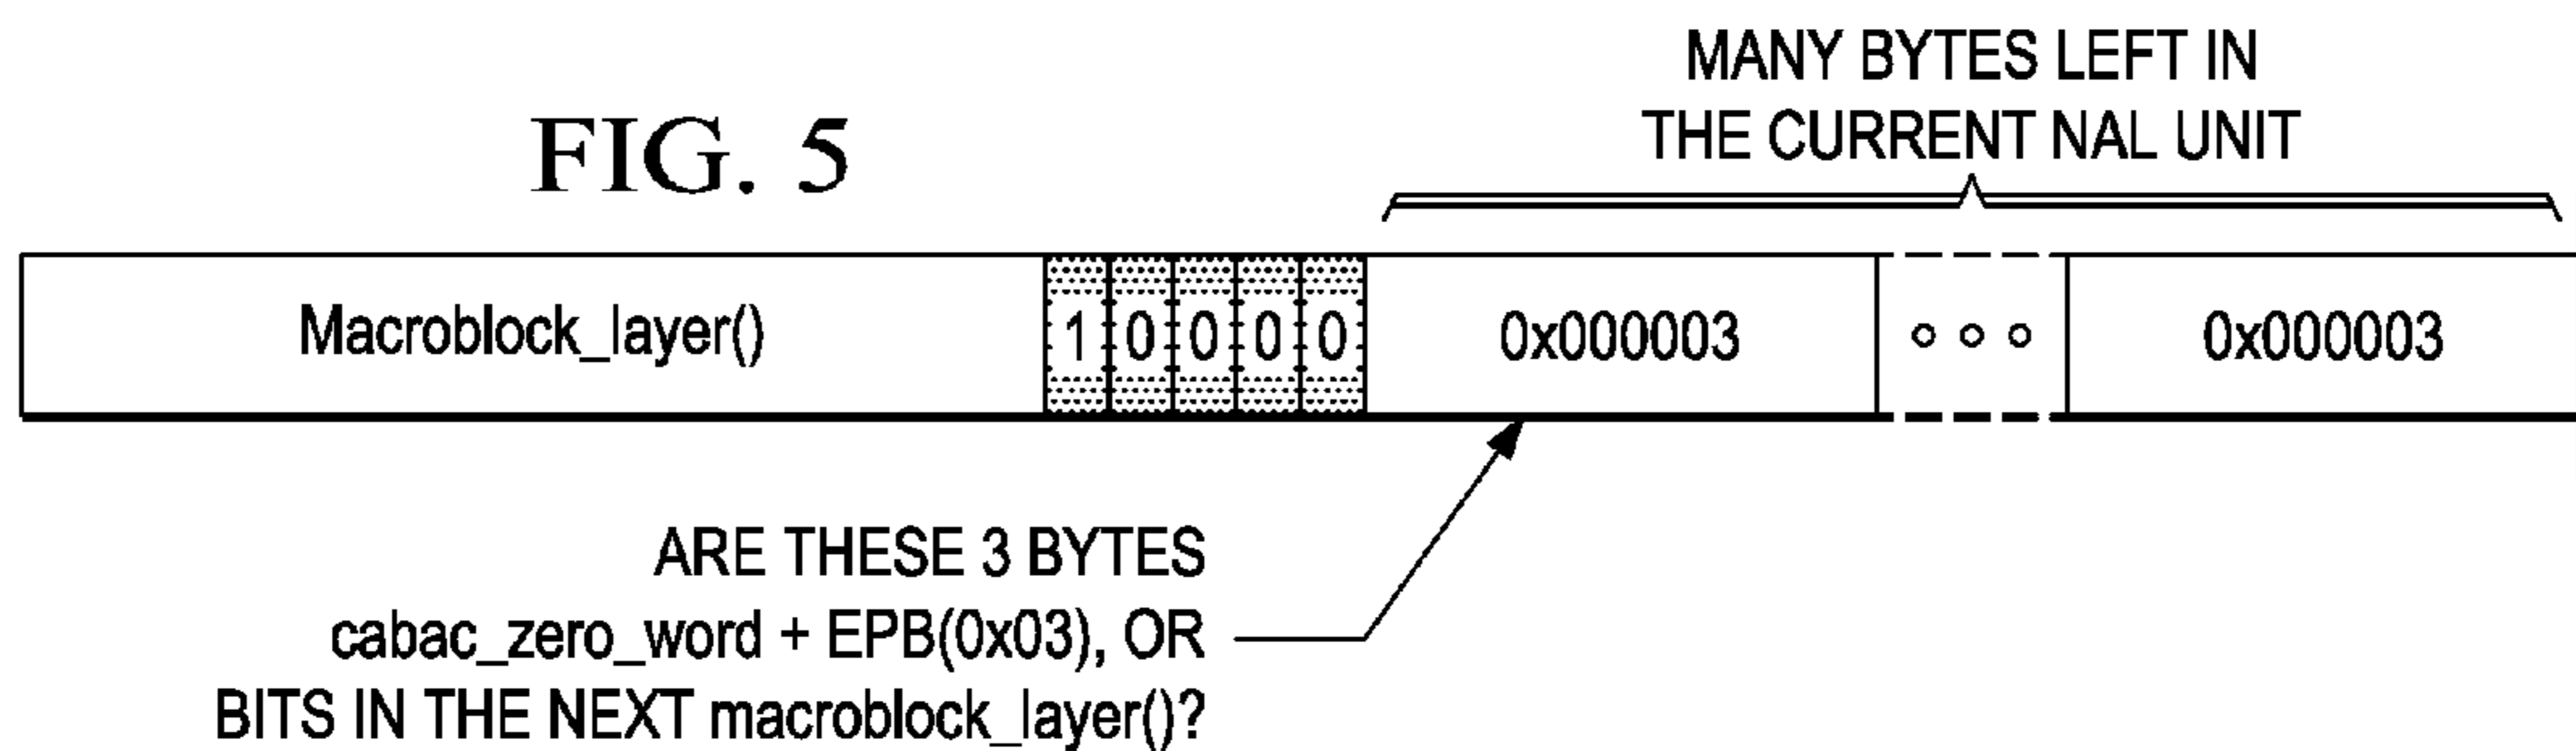 MANY BYTES LEFT IN
THE CURRENT NAL UNIT
FIG. 5
Macroblock_layer() 1 0 0 0 0 0x000003 ∘ ∘ ∘ 0x000003
ARE THESE 3 BYTES
cabac_zero_word + EPB(0x03), OR
BITS IN THE NEXT macroblock_layer()?